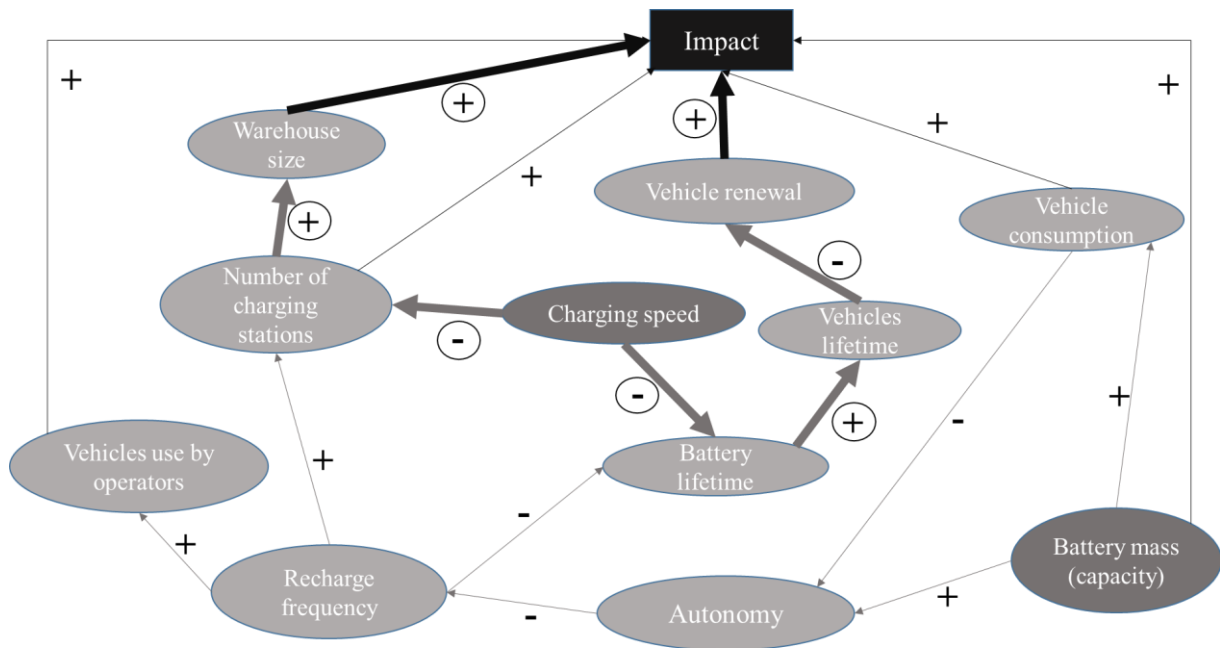 Impact
+
+
+
Warehouse
size
+
+
+
+
Vehicle renewal
Vehicle
consumption
-
+
Number of
charging
stations
Charging speed
Vehicles
lifetime
-
-
+
-
+
Vehicles use by
operators
+
Battery
lifetime
-
+
Recharge
frequency
-
Autonomy
+
Battery mass
(capacity)